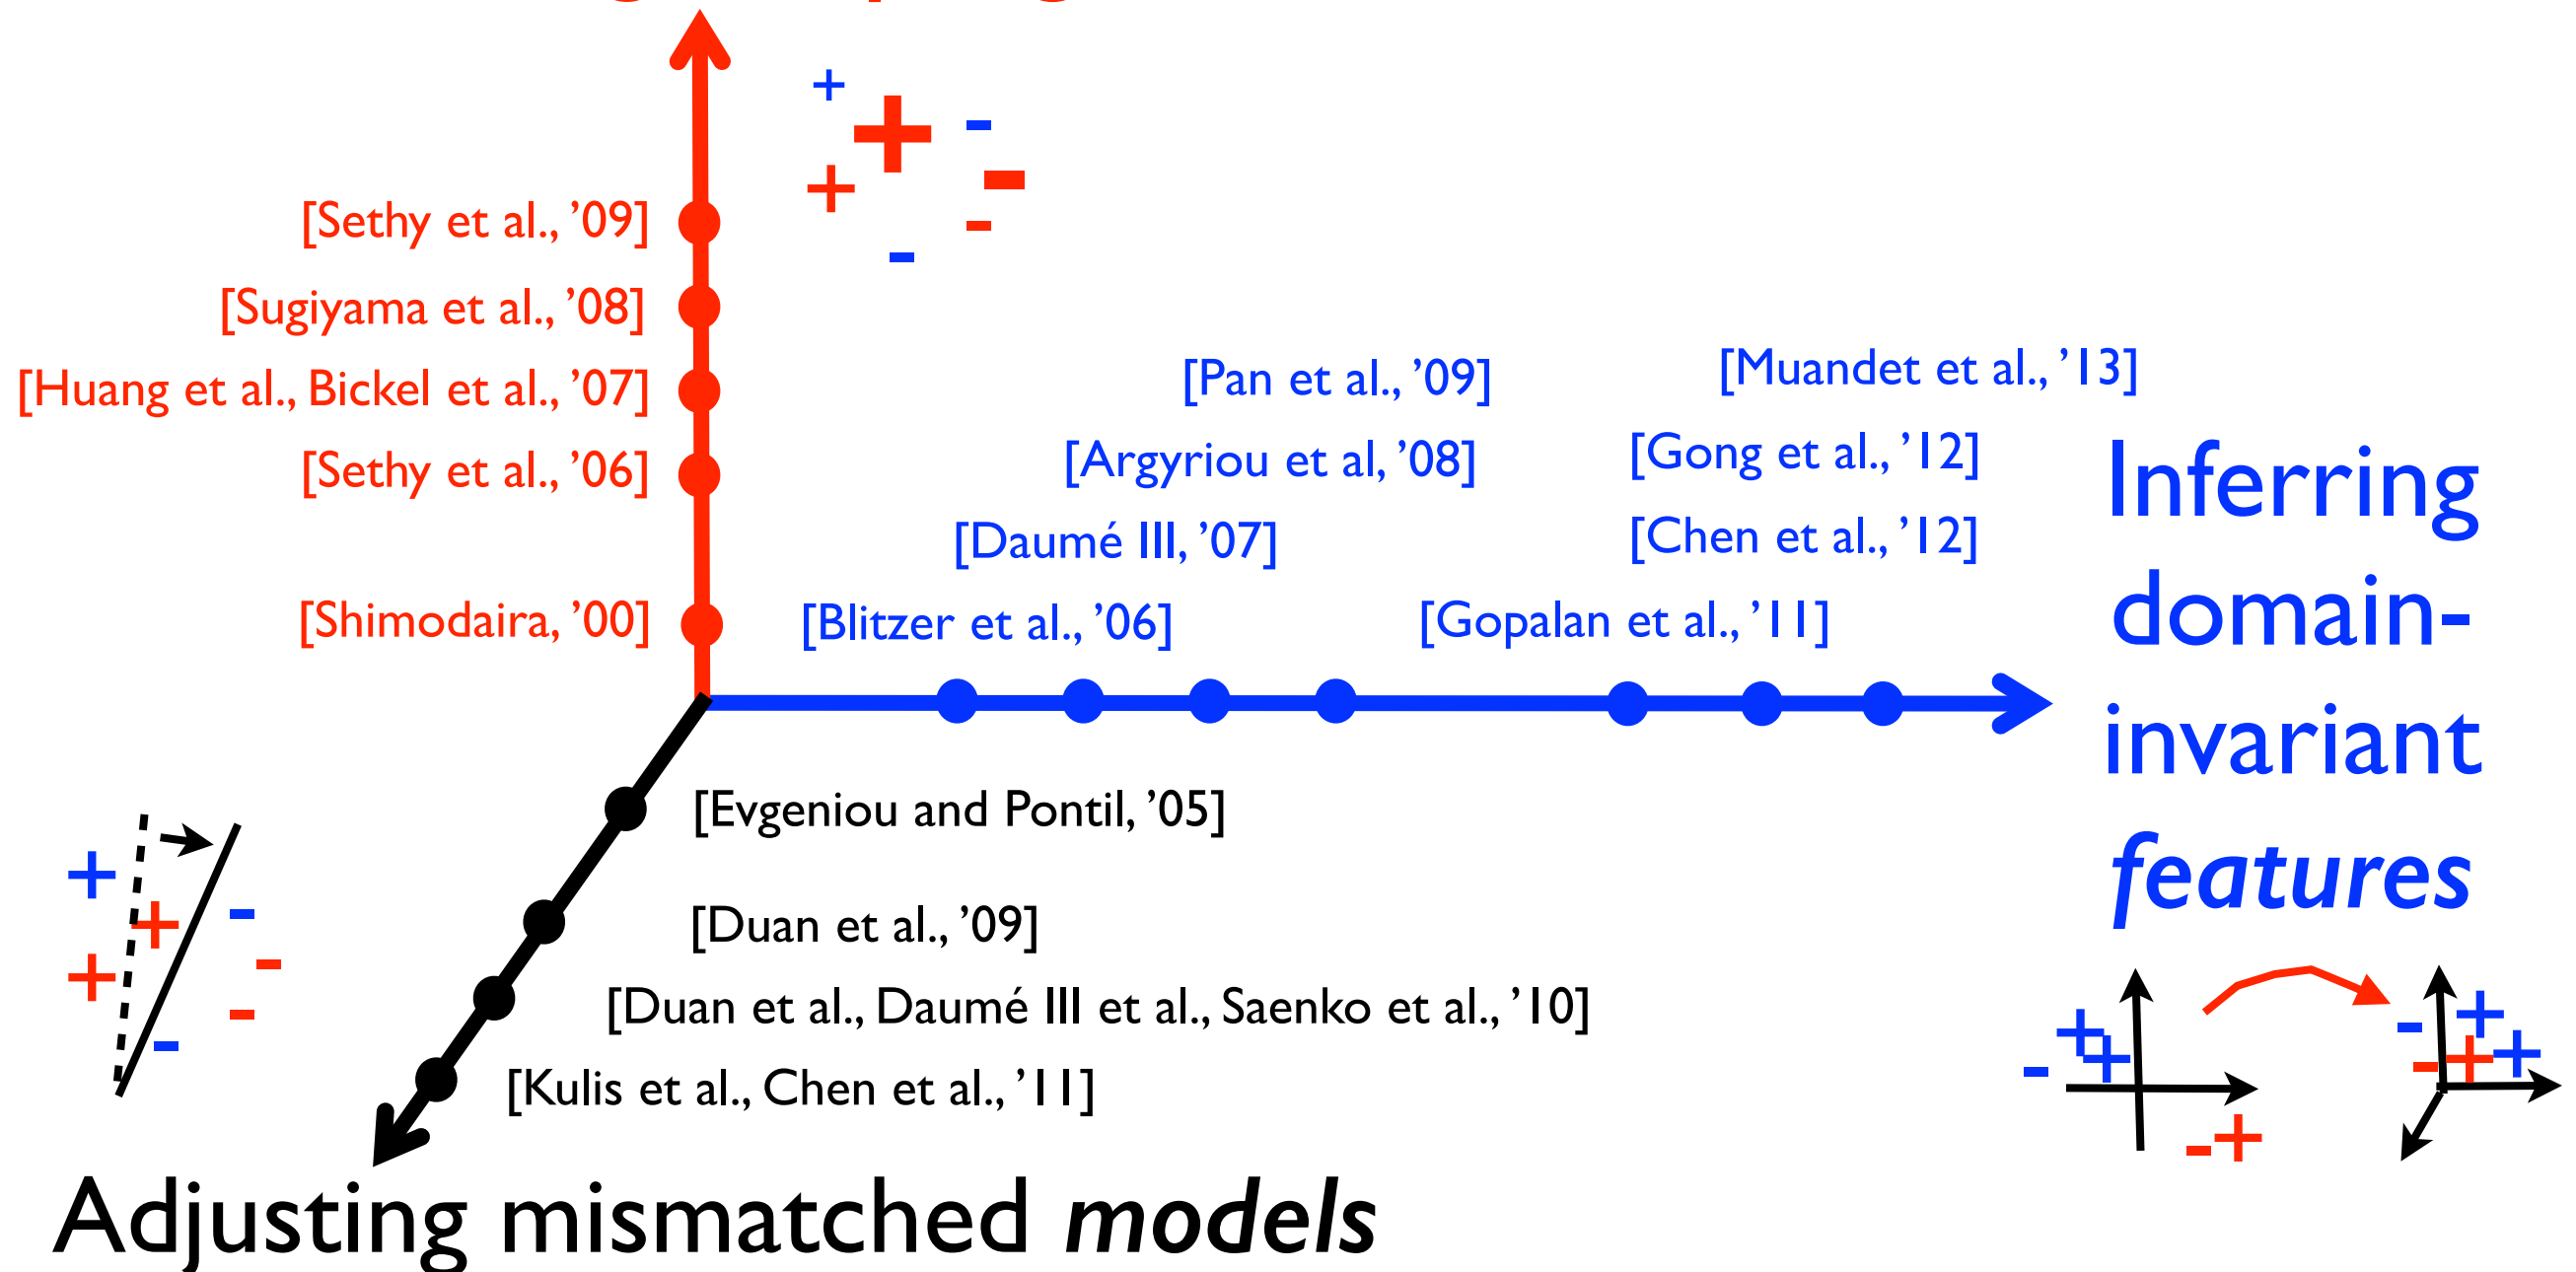 [Sethy et al., ’09]
[Sugiyama et al., ’08]
[Huang et al., Bickel et al., ’07]
[Sethy et al., ’06]
[Shimodaira, ’00]
[Pan et al., ’09]
[Muandet et al., ’13]
[Argyriou et al, ’08]
[Gong et al., ’12]
[Daumé III, ’07]
[Chen et al., ’12]
[Blitzer et al., ’06]
[Gopalan et al., ’11]
Inferring
domain-
invariant
features
[Evgeniou and Pontil, ’05]
[Duan et al., ’09]
[Duan et al., Daumé III et al., Saenko et al., ’10]
[Kulis et al., Chen et al., ’11]
Adjusting mismatched models